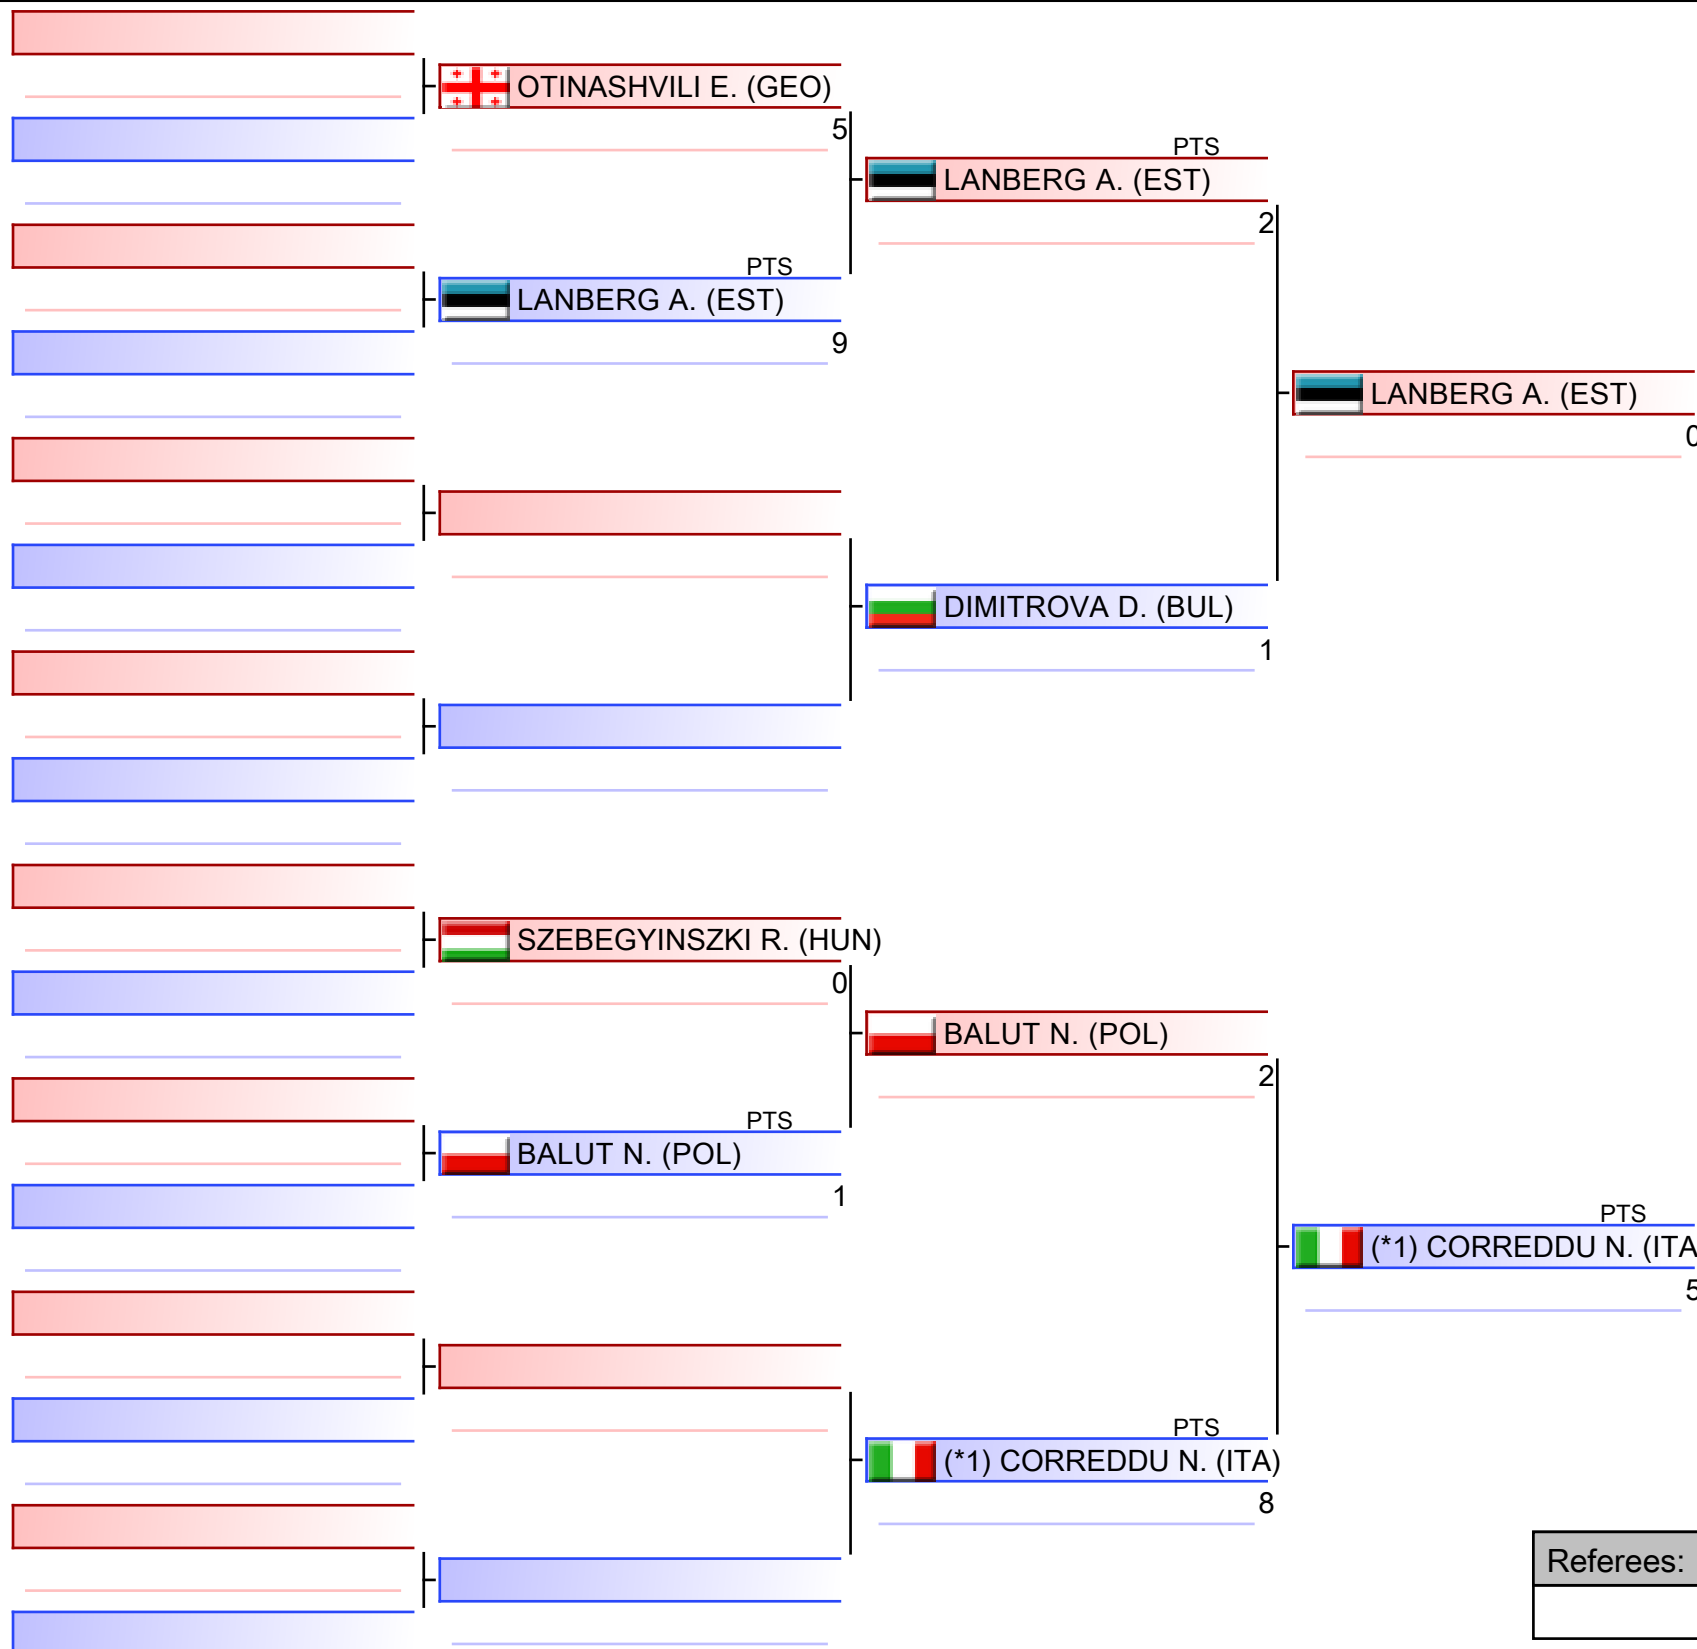 OTINASHVILI E. (GEO)
5
PTS
LANBERG A. (EST)
9
PTS
LANBERG A. (EST)
2
DIMITROVA D. (BUL)
1
LANBERG A. (EST)
0
SZEBEGYINSZKI R. (HUN)
0
PTS
BALUT N. (POL)
1
BALUT N. (POL)
2
PTS
(*1) CORREDDU N. (ITA)
8
PTS
(*1) CORREDDU N. (ITA
5
Referees: